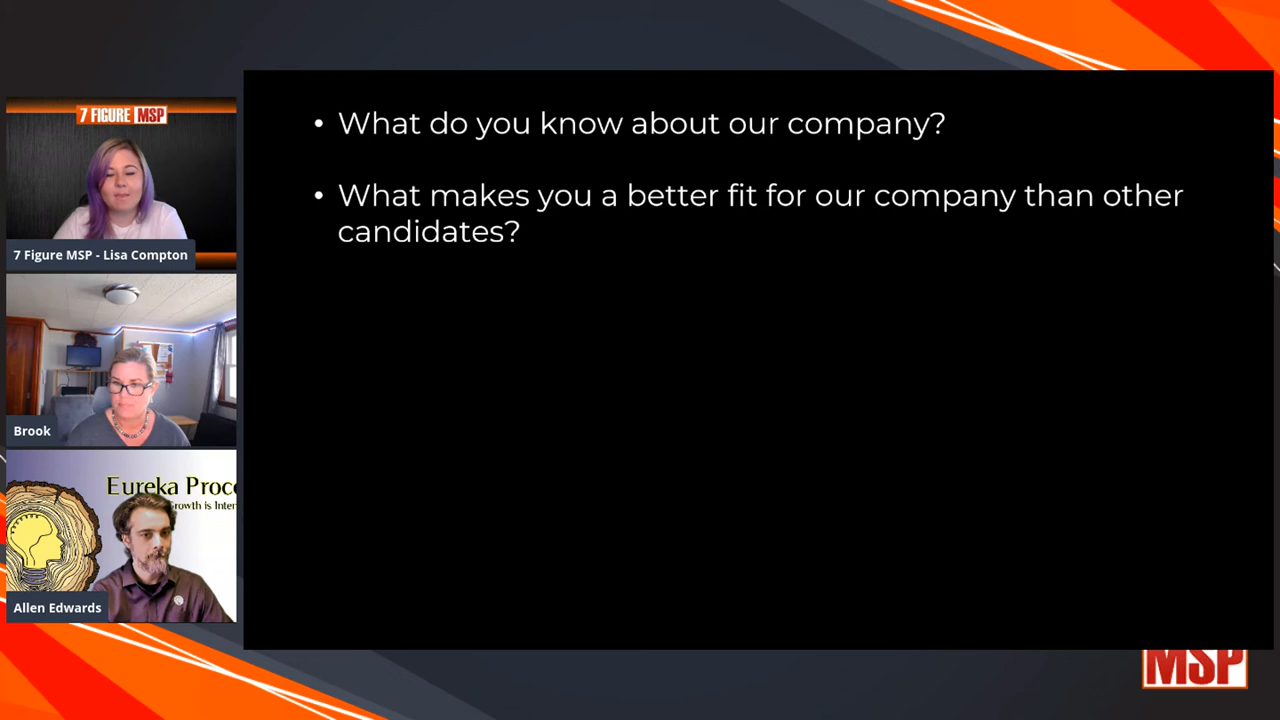 7 FIGURE MSP
7 Figure MSP - Lisa Compton
Brook
Eureka Proc
rowth is Inter
Allen Edwards
• What do you know about our company?
• What makes you a better fit for our company than other
candidates?
MSP